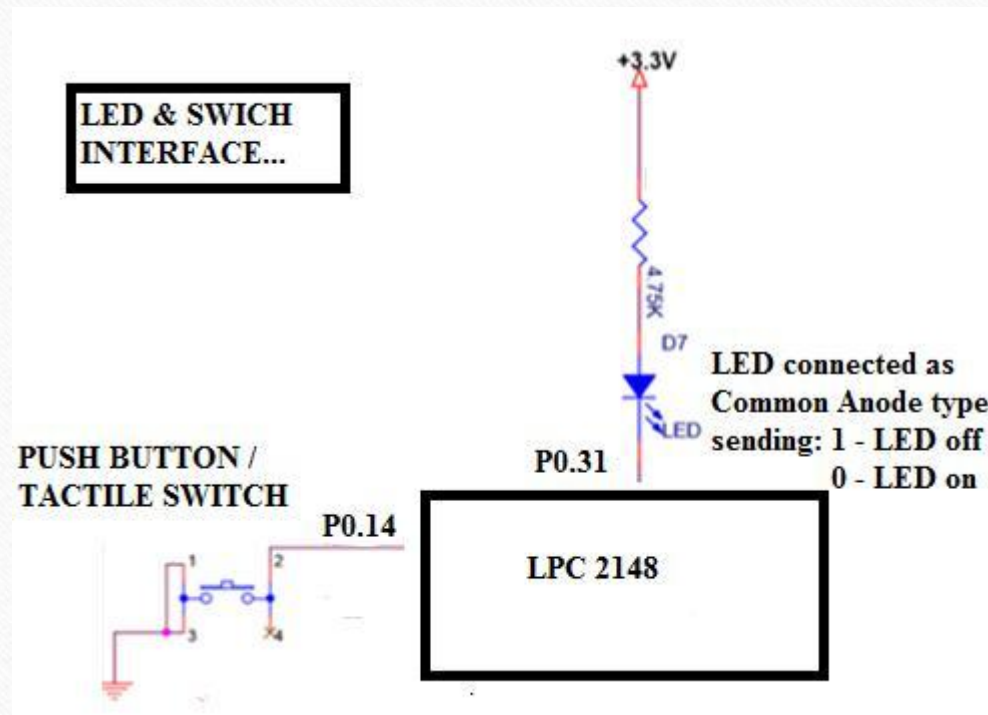 +3.3V
LED & SWICH
INTERFACE...
4.75K
D7
LED connected as
Common Anode type
LED
sending: 1 - LED off
0 - LED on
PUSH BUTTON /
TACTILE SWITCH
P0.31
P0.14
LPC 2148
1
2
3
4